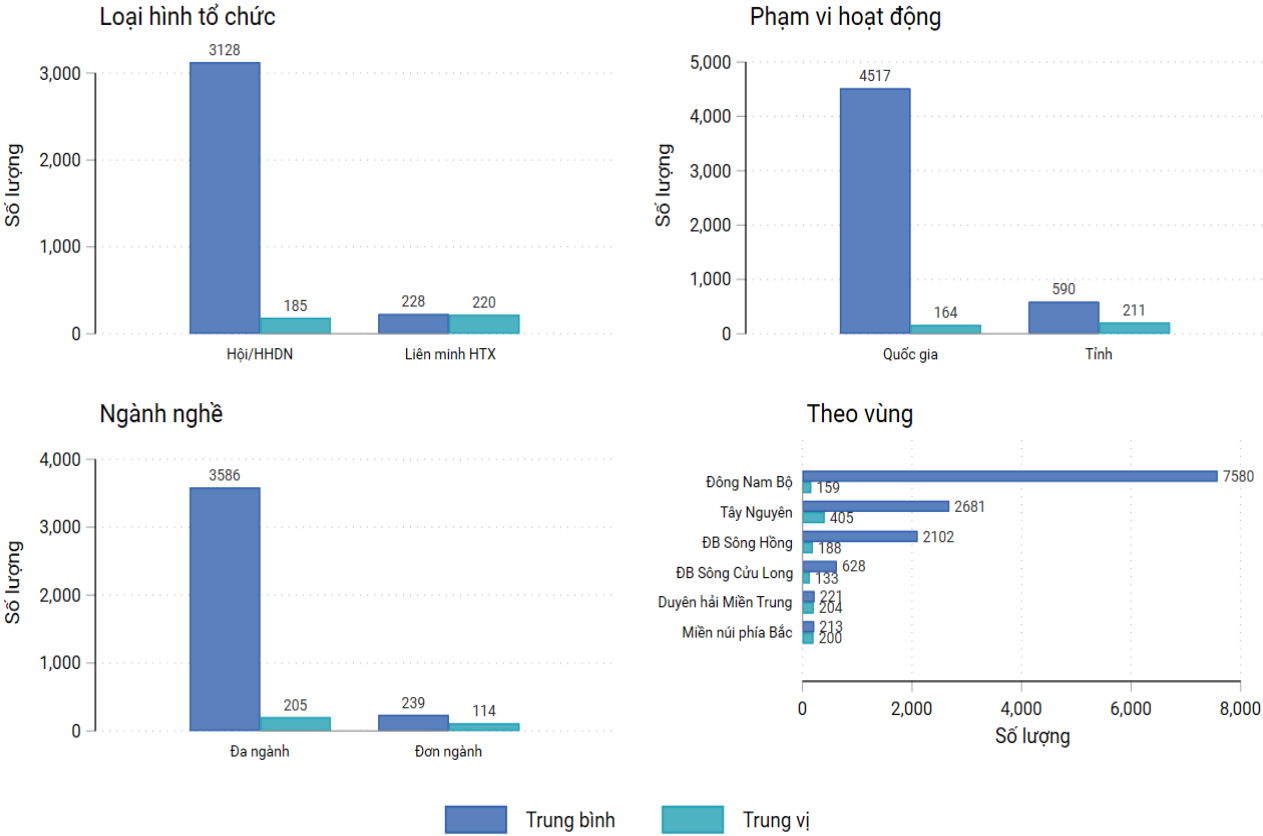 Loại hình tổ chức
3128
3,000
2,000
1,000
0
Số lượng
185
228
220
Hội/HHDN
Liên minh HTX
Phạm vi hoạt động
5,000
4,000
3,000
2,000
1,000
0
Số lượng
4517
164
590
211
Quốc gia
Tỉnh
Ngành nghề
4,000
3,000
2,000
1,000
0
Số lượng
3586
205
239
114
Đa ngành
Đơn ngành
Theo vùng
Đông Nam Bộ 7580
159
Tây Nguyên 2681
405
ĐB Sông Hồng 2102
188
ĐB Sông Cửu Long 628
133
Duyên hải Miền Trung 221
204
Miền núi phía Bắc 213
200
0 2,000 4,000 6,000 8,000
Số lượng
Trung bình Trung vị